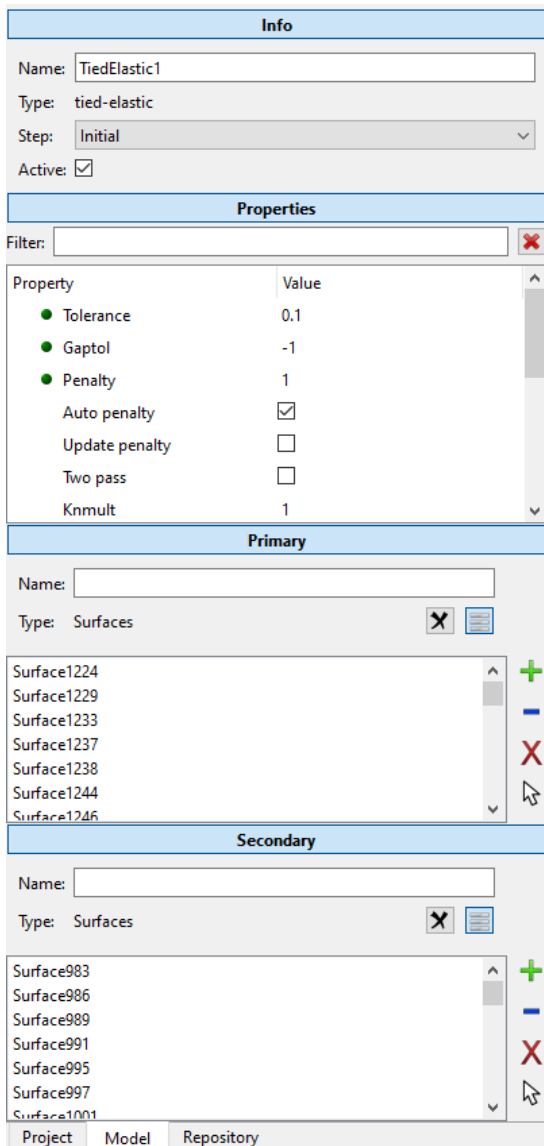 Info
Name: TiedElastic1
Type: tied-elastic
Step: Initial
Active:
Properties
Filter:
Property Value
Tolerance 0.1
Gaptol -1
Penalty 1
Auto penalty
Update penalty
Two pass
Knmult 1
Primary
Name:
Type: Surfaces
Surface1224
Surface1229
Surface1233
Surface1237
Surface1238
Surface1244
Surface1246
Secondary
Name:
Type: Surfaces
Surface983
Surface986
Surface989
Surface991
Surface995
Surface997
Surface1001
Project Model Repository